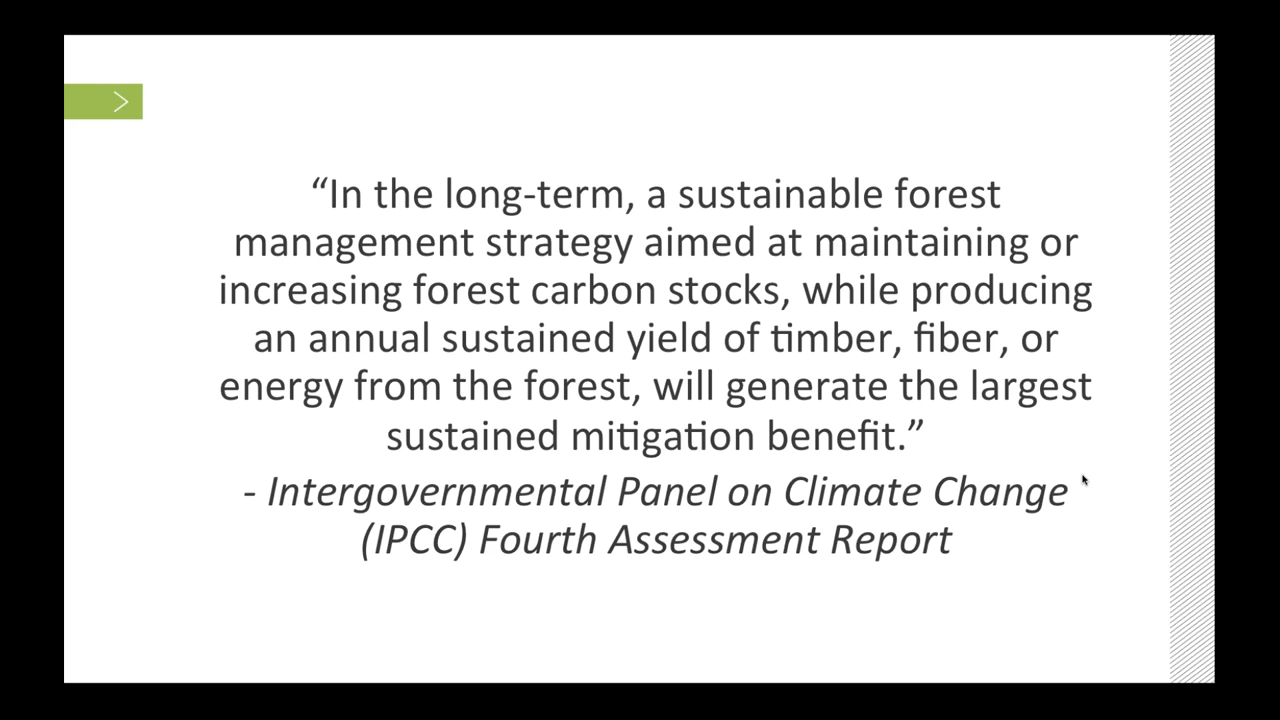 “In the long-term, a sustainable forest
management strategy aimed at maintaining or
increasing forest carbon stocks, while producing
an annual sustained yield of timber, fiber, or
energy from the forest, will generate the largest
sustained mitigation benefit.”
- Intergovernmental Panel on Climate Change
(IPCC) Fourth Assessment Report